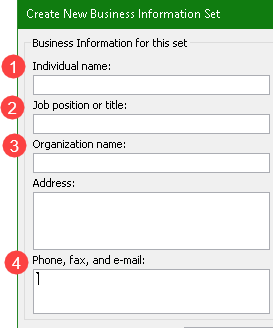 Create New Business Information Set
Business Information for this set
1 Individual name:
2 Job position or title:
3 Organization name:
Address:
4 Phone, fax, and e-mail: